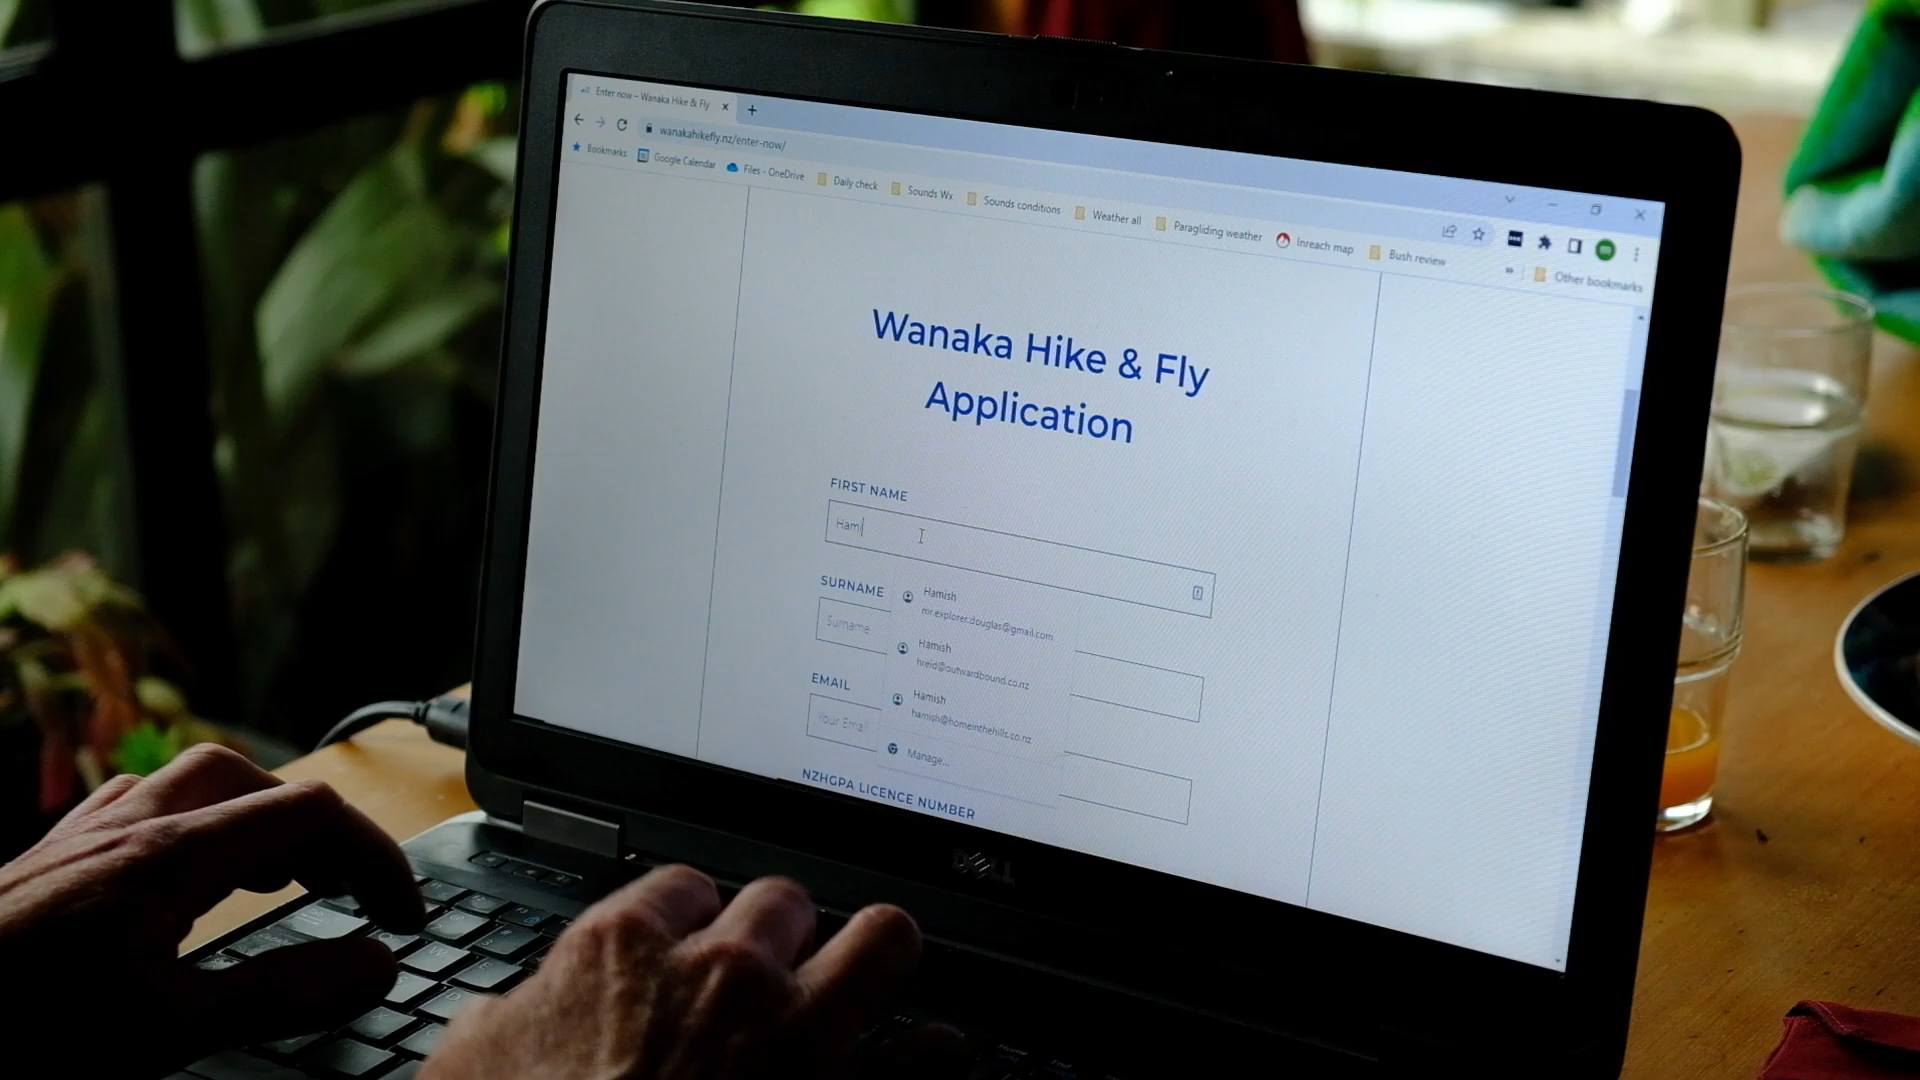 Enter now – Wanaka Hike & Fly
wanakahikefly.nz/enter-now/
Bookmarks Google Calendar Files - OneDrive Daily check Sounds Wx Sounds conditions Weather all Paragliding weather Inreach map Bush review Other bookmarks
Wanaka Hike & Fly
Application
FIRST NAME
Hami
Hamish
mr.explorer.douglas@gmail.com
SURNAME
Surname
Hamish
hreid@outwardbound.co.nz
EMAIL
Your Email
Hamish
hamish@homeinthehills.co.nz
Manage...
NZHGPA LICENCE NUMBER
DELL